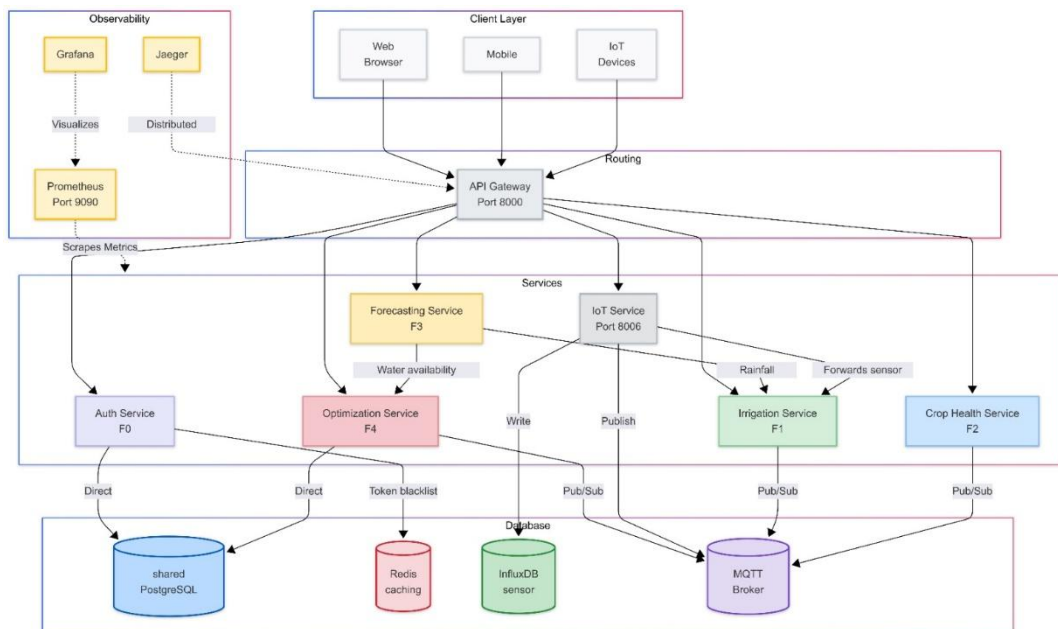 Observability
Client Layer
Grafana
Jaeger
Web
Browser
Mobile
IoT
Devices
Visualizes
Distributed
Routing
Prometheus
Port 9090
API Gateway
Port 8000
Scrapes Metrics
Services
Forecasting Service
F3
IoT Service
Port 8006
Water availability
Rainfall
Forwards sensor
Auth Service
F0
Optimization Service
F4
Write
Publish
Irrigation Service
F1
Crop Health Service
F2
Direct
Direct
Token blacklist
Pub/Sub
Pub/Sub
Pub/Sub
Database
shared
PostgreSQL
Redis
caching
InfluxDB
sensor
MQTT
Broker